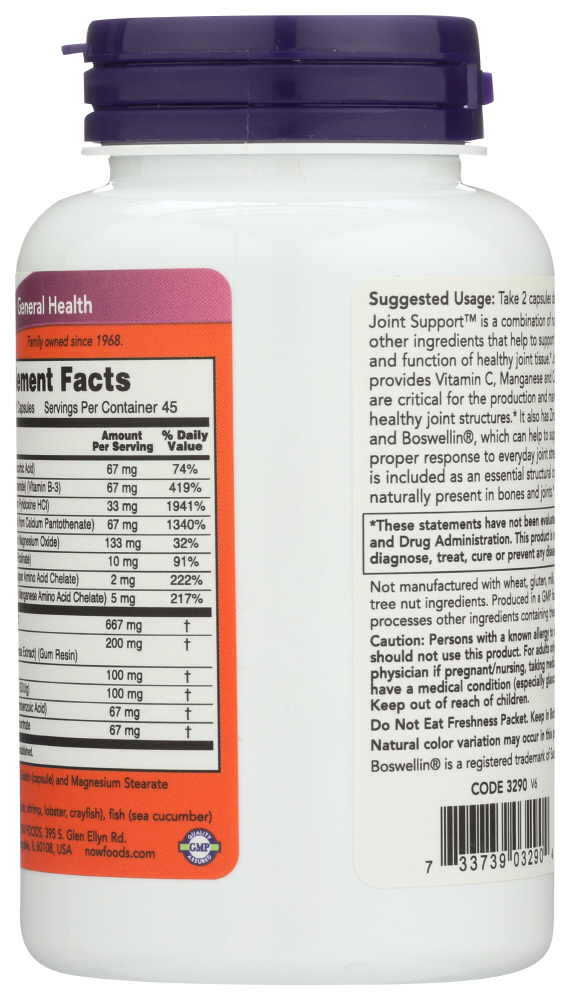 General Health
Family owned since 1968.
Facts
Capsules Servings Per Container 45
Amount
Per Serving
% Daily
Value
Acid) 67 mg 74%
(Vitamin B-3) 67 mg 419%
HCl) 33 mg 1941%
from Calcium Pantothenate) 67 mg 1340%
Oxide) 133 mg 32%
10 mg 91%
Amino Acid Chelate) 2 mg 222%
Amino Acid Chelate) 5 mg 217%
667 mg †
200 mg †
Extract) (Gum Resin)
100 mg †
100 mg †
Acid) 67 mg †
67 mg †
(capsule) and Magnesium Stearate
shrimp, lobster, crayfish), fish (sea cucumber)
FOODS, 395 S. Glen Ellyn Rd.
IL 60108, USA nowfoods.com
QUALITY
GMP
ASSURED
Suggested Usage: Take 2 capsules
Joint Support™ is a combination of
other ingredients that help to support
and function of healthy joint tissue.*
provides Vitamin C, Manganese and
are critical for the production and
healthy joint structures.* It also has
and Boswellin®, which can help to
proper response to everyday joint
is included as an essential structural
naturally present in bones and joints.
*These statements have not been
and Drug Administration. This product is
diagnose, treat, cure or prevent any
Not manufactured with wheat, gluten,
tree nut ingredients. Produced in a GMP
processes other ingredients containing
Caution: Persons with a known allergy to
should not use this product. For adults
physician if pregnant/nursing, taking
have a medical condition (especially
Keep out of reach of children.
Do Not Eat Freshness Packet. Keep in
Natural color variation may occur in this
Boswellin® is a registered trademark of
CODE 3290 V6
7 33739 03290